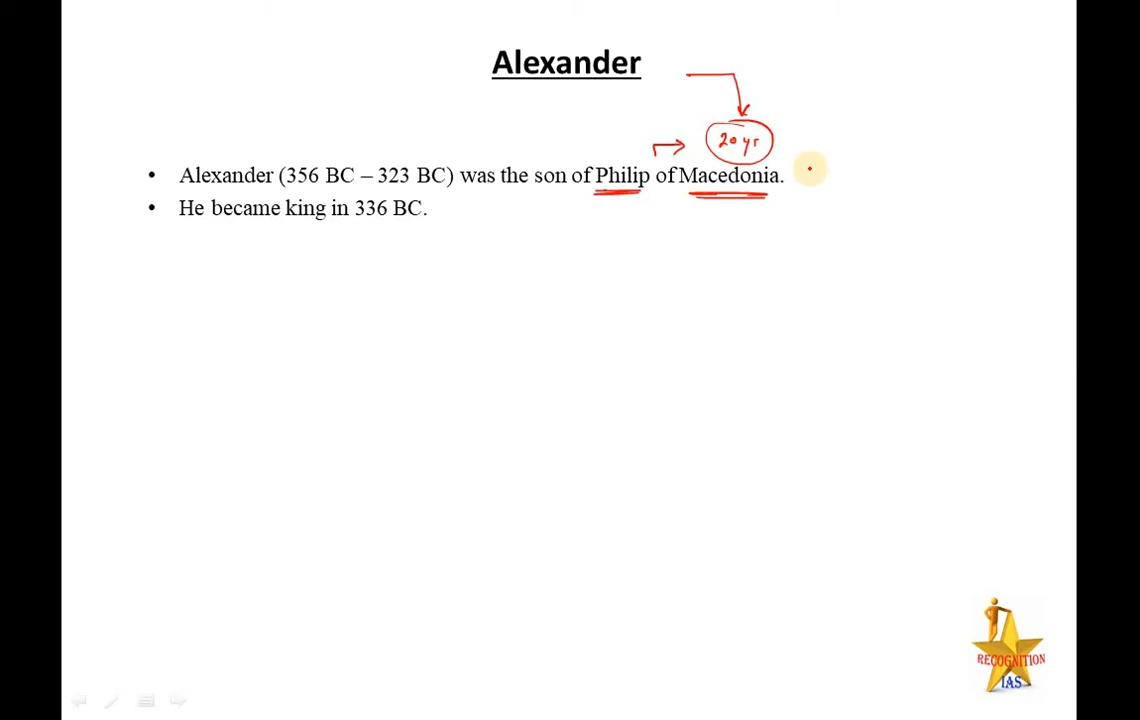 Alexander
20 yr
• Alexander (356 BC – 323 BC) was the son of Philip of Macedonia.
• He became king in 336 BC.
RECOGNITION
IAS